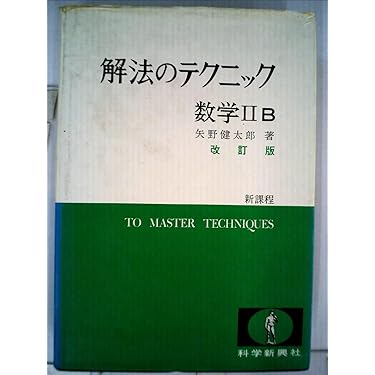 解法のテクニック
数学ⅡB
矢野健太郎 著
改訂版
新課程
TO MASTER TECHNIQUES
科学新興社